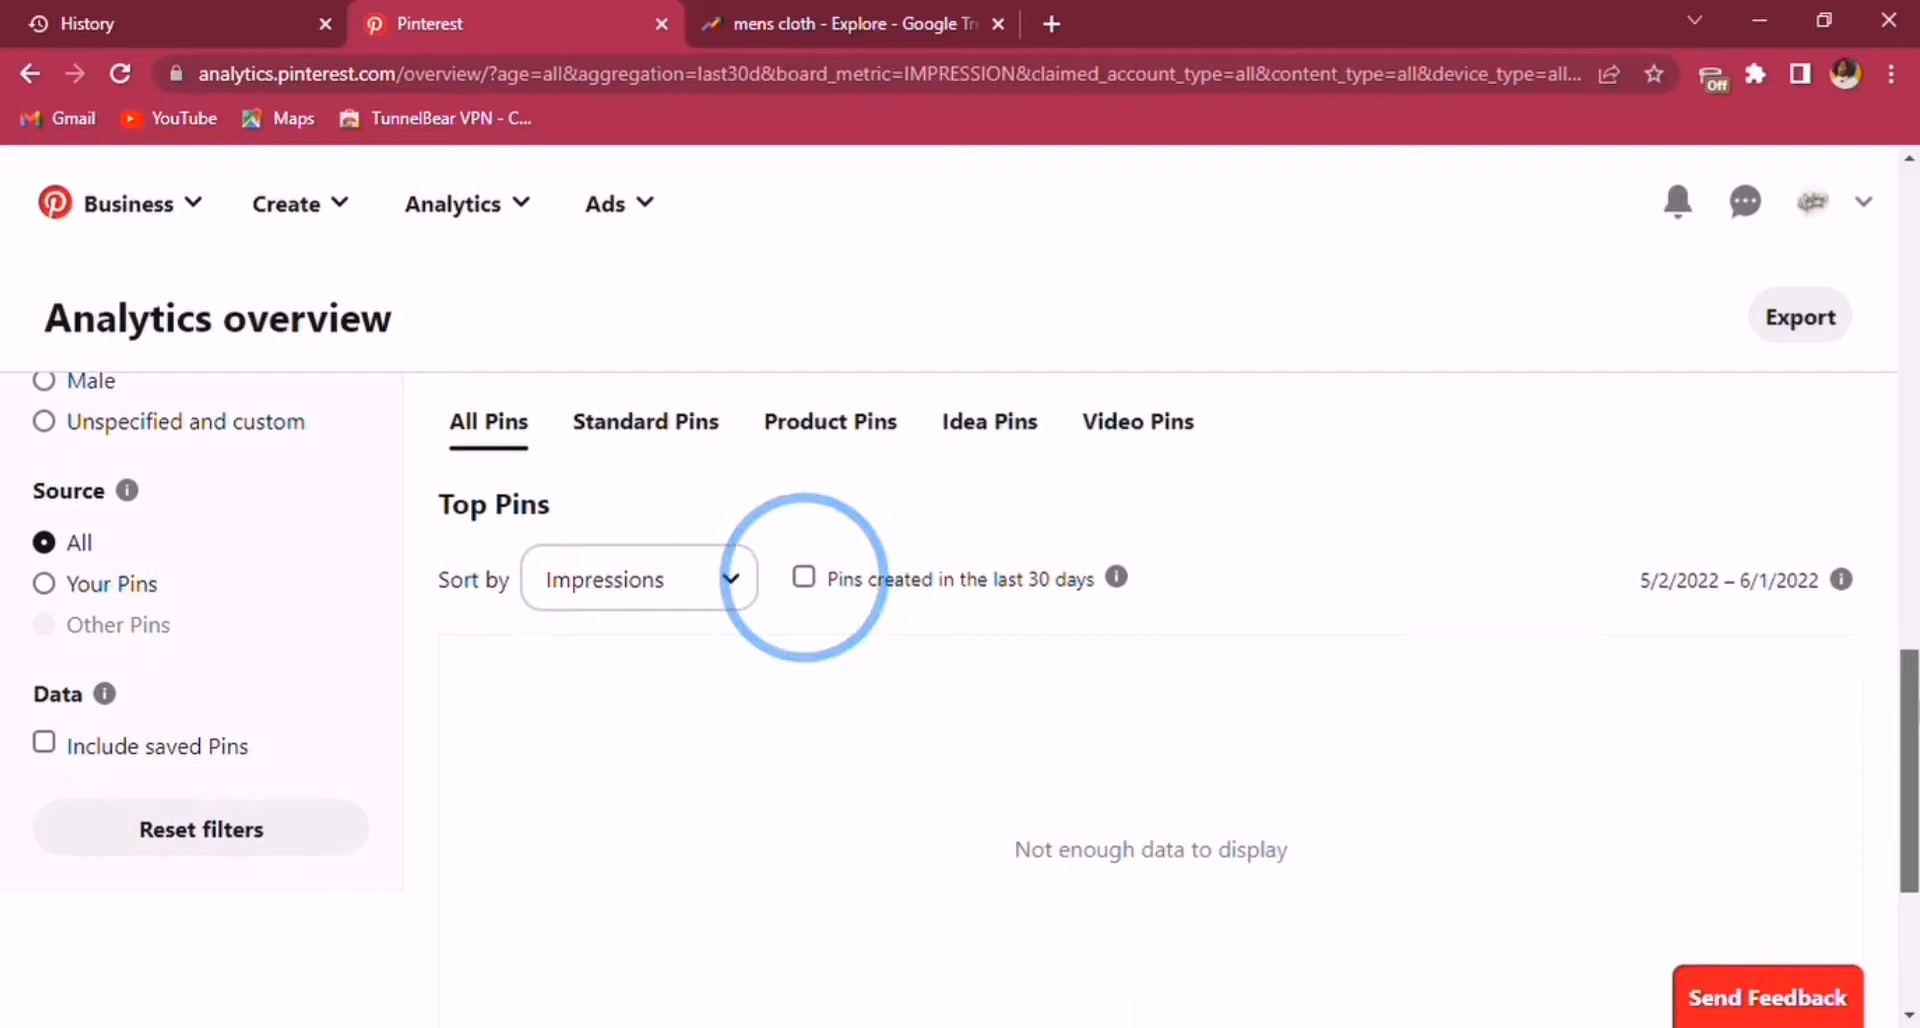 History
Pinterest
mens cloth - Explore - Google Tr
analytics.pinterest.com/overview/?age=all&aggregation=last30d&board_metric=IMPRESSION&claimed_account_type=all&content_type=all&device_type=all...
Off
Gmail
YouTube
Maps
TunnelBear VPN - C...
Business
Create
Analytics
Ads
Analytics overview
Export
Male
Unspecified and custom
Source
All
Your Pins
Other Pins
Data
Include saved Pins
Reset filters
All Pins
Standard Pins
Product Pins
Idea Pins
Video Pins
Top Pins
Sort by
Impressions
Pins created in the last 30 days
5/2/2022 – 6/1/2022
Not enough data to display
Send Feedback